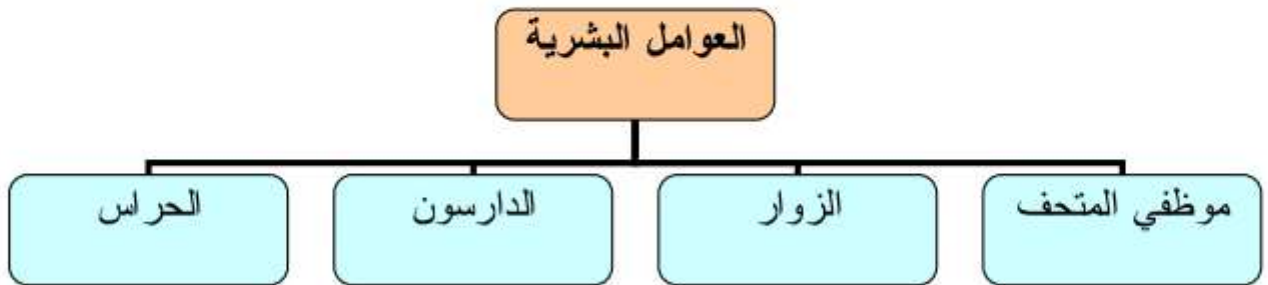 العوامل البشرية
موظفي المتحف
الزوار
الدارسون
الحراس